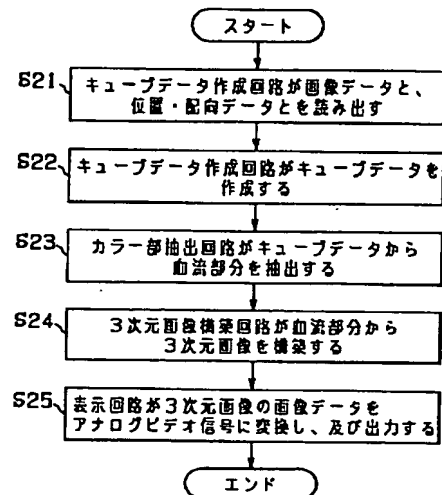 スタート
S21
キューブデータ作成回路が画像データと、
位置・配向データとを読み出す
S22
キューブデータ作成回路がキューブデータを
作成する
S23
カラー部抽出回路がキューブデータから
血流部分を抽出する
S24
3次元画像構築回路が血流部分から
3次元画像を構築する
S25
表示回路が3次元画像の画像データを
アナログビデオ信号に変換し、及び出力する
エンド